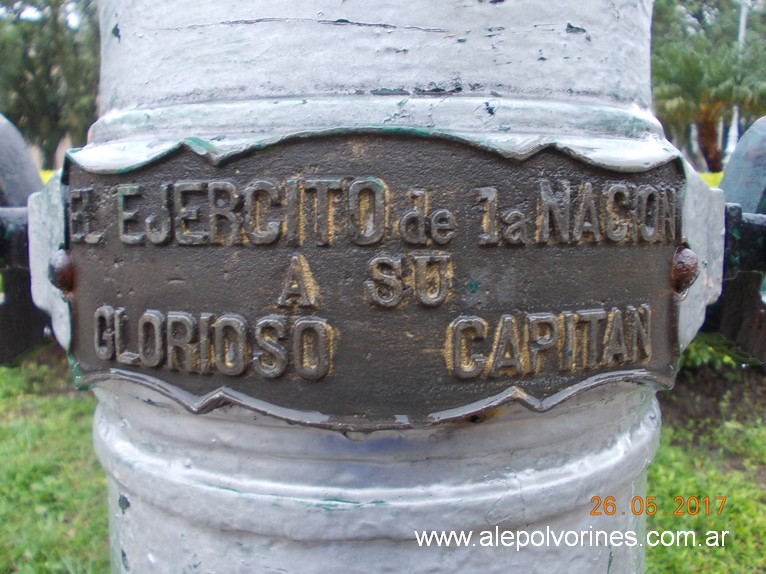 EL EJERCITO de la NACION
A SU
GLORIOSO CAPITAN
26.05.2017
www.alepolvorines.com.ar